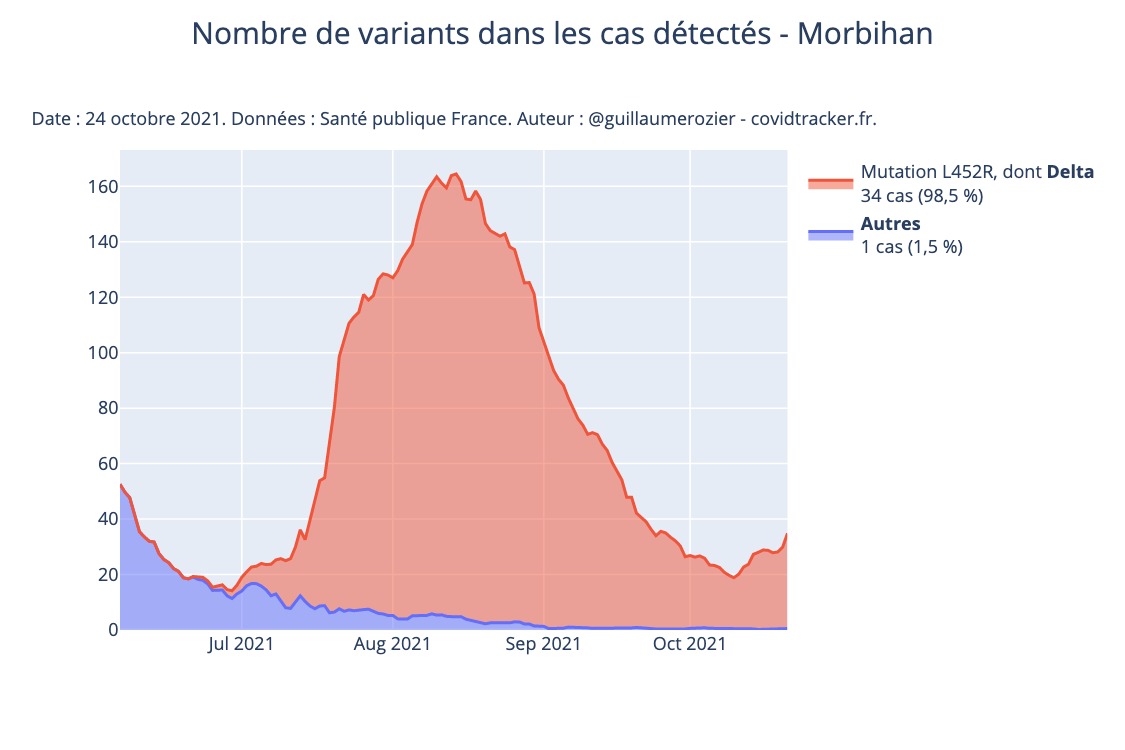 Nombre de variants dans les cas détectés - Morbihan
Date : 24 octobre 2021. Données : Santé publique France. Auteur : @guillaumerozier - covidtracker.fr.
Mutation L452R, dont Delta
34 cas (98,5 %)
Autres
1 cas (1,5 %)
160
140
120
100
80
60
40
20
0
Jul 2021 Aug 2021 Sep 2021 Oct 2021